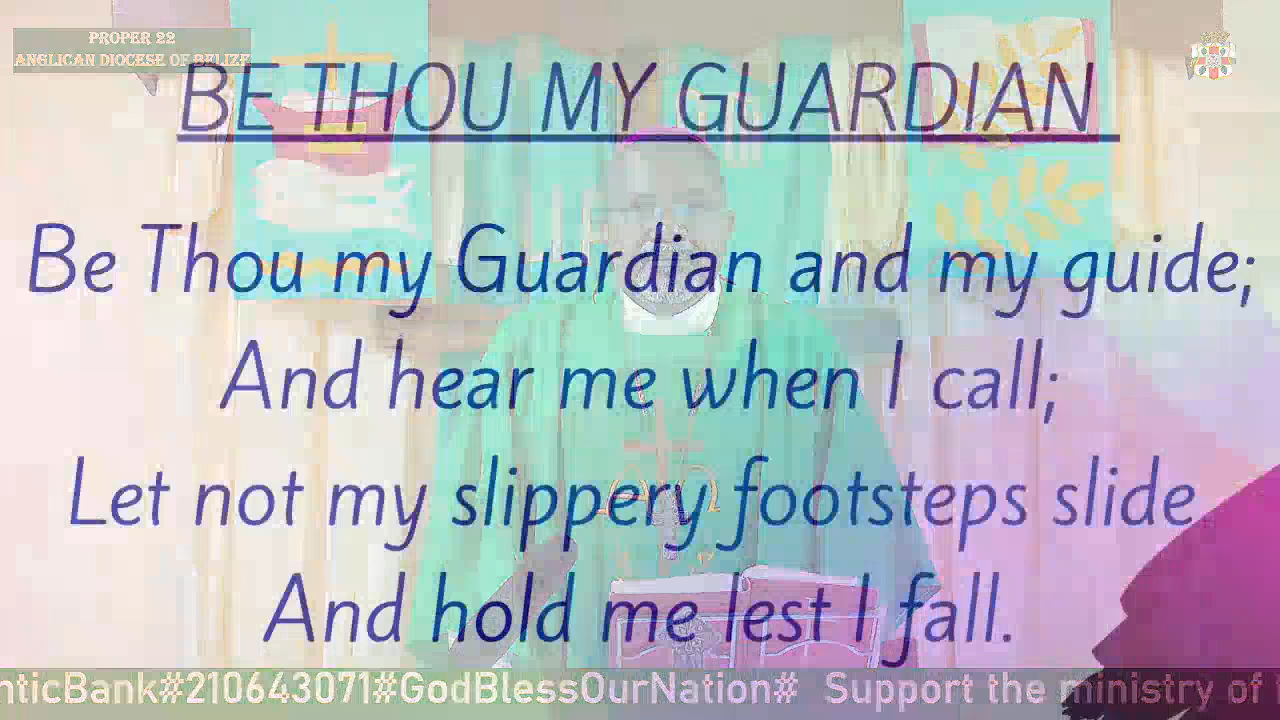 PROPER 22
ANGLICAN DIOCESE OF BELIZE
BE THOU MY GUARDIAN
Be Thou my Guardian and my guide;
And hear me when I call;
Let not my slippery footsteps slide
And hold me lest I fall.
nticBank#210643071#GodBlessOurNation# Support the ministry of